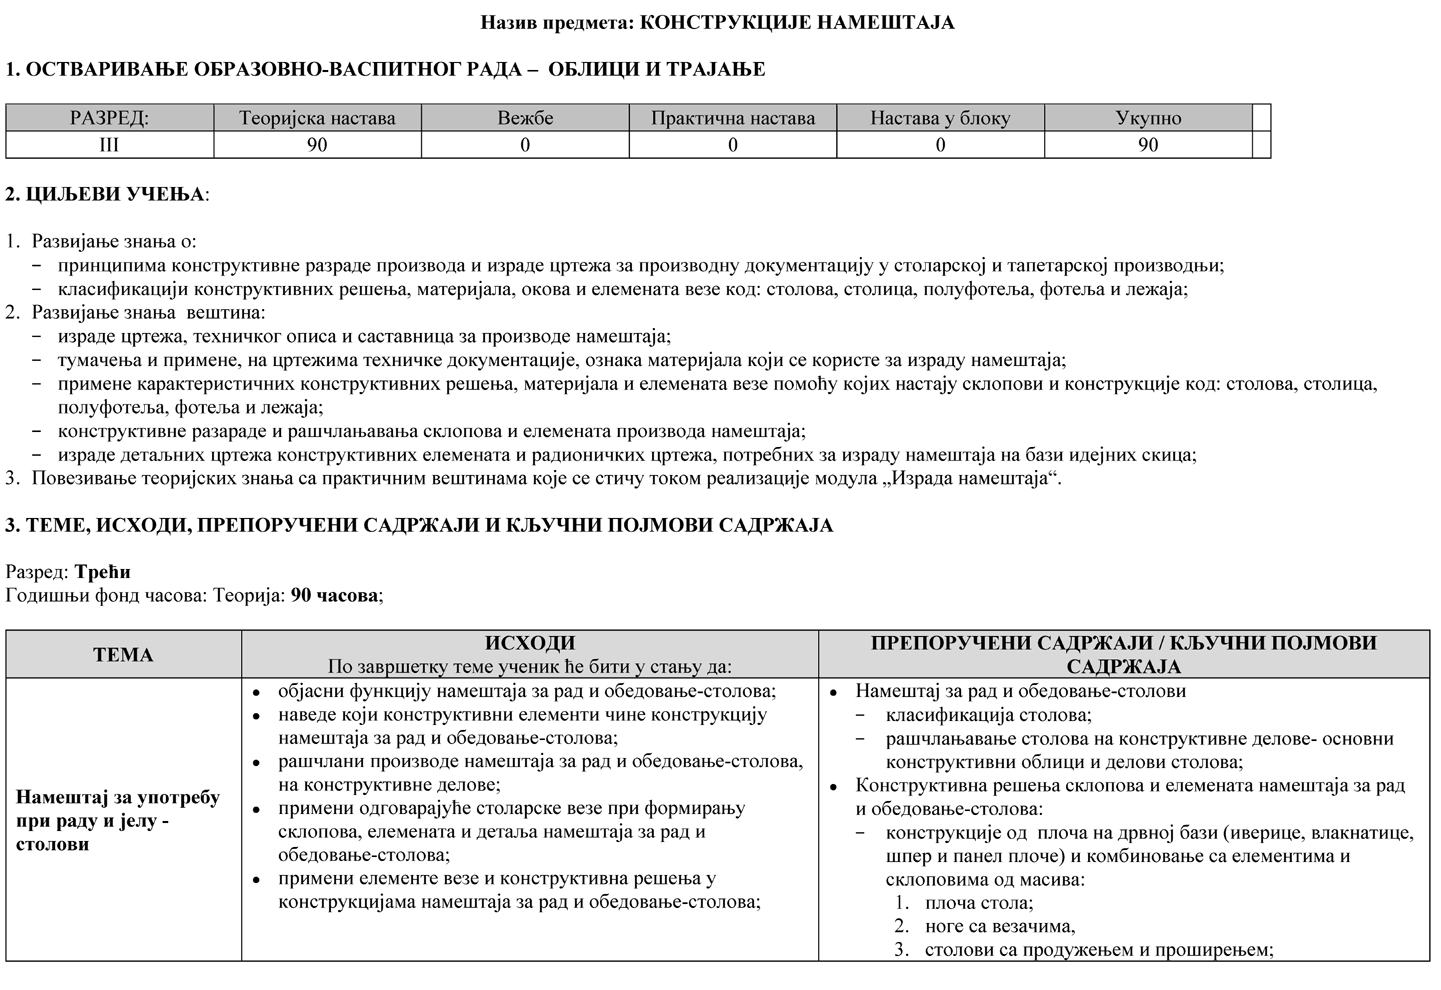 Назив предмета: КОНСТРУКЦИЈЕ НАМЕШТАЈА
1. ОСТВАРИВАЊЕ ОБРАЗОВНО-ВАСПИТНОГ РАДА – ОБЛИЦИ И ТРАЈАЊЕ
РАЗРЕД: Теоријска настава Вежбе Практична настава Настава у блоку Укупно
III 90 0 0 0 90
2. ЦИЉЕВИ УЧЕЊА:
1. Развијање знања о:
− принципима конструктивне разраде производа и израде цртежа за производну документацију у столарској и тапетарској производњи;
− класификацији конструктивних решења, материјала, окова и елемената везе код: столова, столица, полуфотеља, фотеља и лежаја;
2. Развијање знања вештина:
− израде цртежа, техничког описа и саставница за производе намештаја;
− тумачења и примене, на цртежима техничке документације, ознака материјала који се користе за израду намештаја;
− примене карактеристичних конструктивних решења, материјала и елемената везе помоћу којих настају склопови и конструкције код: столова, столица,
полуфотеља, фотеља и лежаја;
− конструктивне разараде и рашчлањавања склопова и елемената производа намештаја;
− израде детаљних цртежа конструктивних елемената и радионичких цртежа, потребних за израду намештаја на бази идејних скица;
3. Повезивање теоријских знања са практичним вештинама које се стичу током реализације модула „Израда намештаја“.
3. ТЕМЕ, ИСХОДИ, ПРЕПОРУЧЕНИ САДРЖАЈИ И КЉУЧНИ ПОЈМОВИ САДРЖАЈА
Разред: Трећи
Годишњи фонд часова: Теорија: 90 часова;
ТЕМА
ИСХОДИ
По завршетку теме ученик ће бити у стању да:
ПРЕПОРУЧЕНИ САДРЖАЈИ / КЉУЧНИ ПОЈМОВИ
САДРЖАЈА
Намештај за употребу
при раду и јелу -
столови
• објасни функцију намештаја за рад и обедовање-столова;
• наведе који конструктивни елементи чине конструкцију
намештаја за рад и обедовање-столова;
• рашчлани производе намештаја за рад и обедовање-столова,
на конструктивне делове;
• примени одговарајуће столарске везе при формирању
склопова, елемената и детаља намештаја за рад и
обедовање-столова;
• примени елементе везе и конструктивна решења у
конструкцијама намештаја за рад и обедовање-столова;
• Намештај за рад и обедовање-столови
− класификација столова;
− рашчлањавање столова на конструктивне делове- основни
конструктивни облици и делови столова;
• Конструктивна решења склопова и елемената намештаја за рад
и обедовање-столова:
− конструкције од плоча на дрвној бази (иверице, влакнатице,
шпер и панел плоче) и комбиновање са елементима и
склоповима од масива:
1. плоча стола;
2. ноге са везачима,
3. столови са продужењем и проширењем;